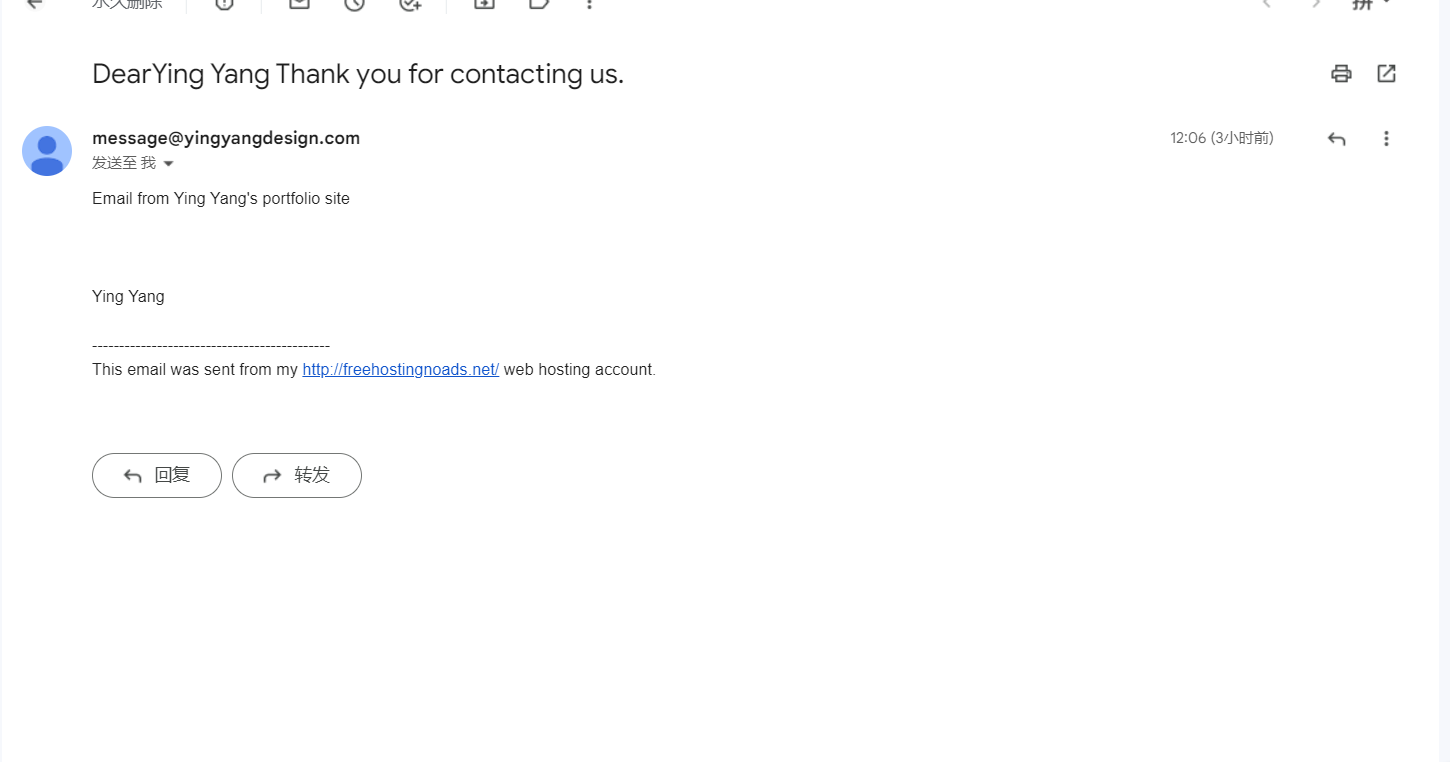 永久删除
拼
DearYing Yang Thank you for contacting us.
message@yingyangdesign.com
12:06 (3小时前)
发送至 我
Email from Ying Yang's portfolio site
Ying Yang
--------------------------------------------
This email was sent from my http://freehostingnoads.net/ web hosting account.
回复
转发